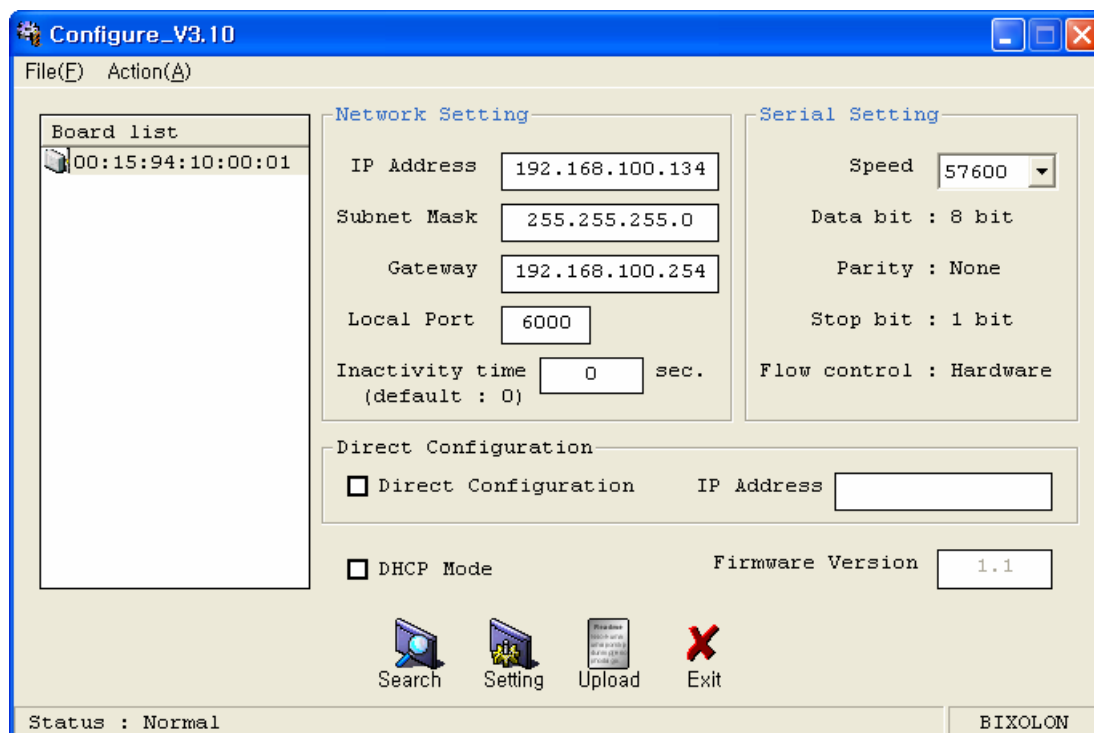 Configure_V3.10
File(F) Action(A)
Board list
00:15:94:10:00:01
Network Setting
IP Address 192.168.100.134
Subnet Mask 255.255.255.0
Gateway 192.168.100.254
Local Port 6000
Inactivity time 0 sec.
(default : 0)
Serial Setting
Speed 57600
Data bit : 8 bit
Parity : None
Stop bit : 1 bit
Flow control : Hardware
Direct Configuration
Direct Configuration IP Address
DHCP Mode Firmware Version 1.1
Search Setting Upload Exit
Status : Normal BIXOLON